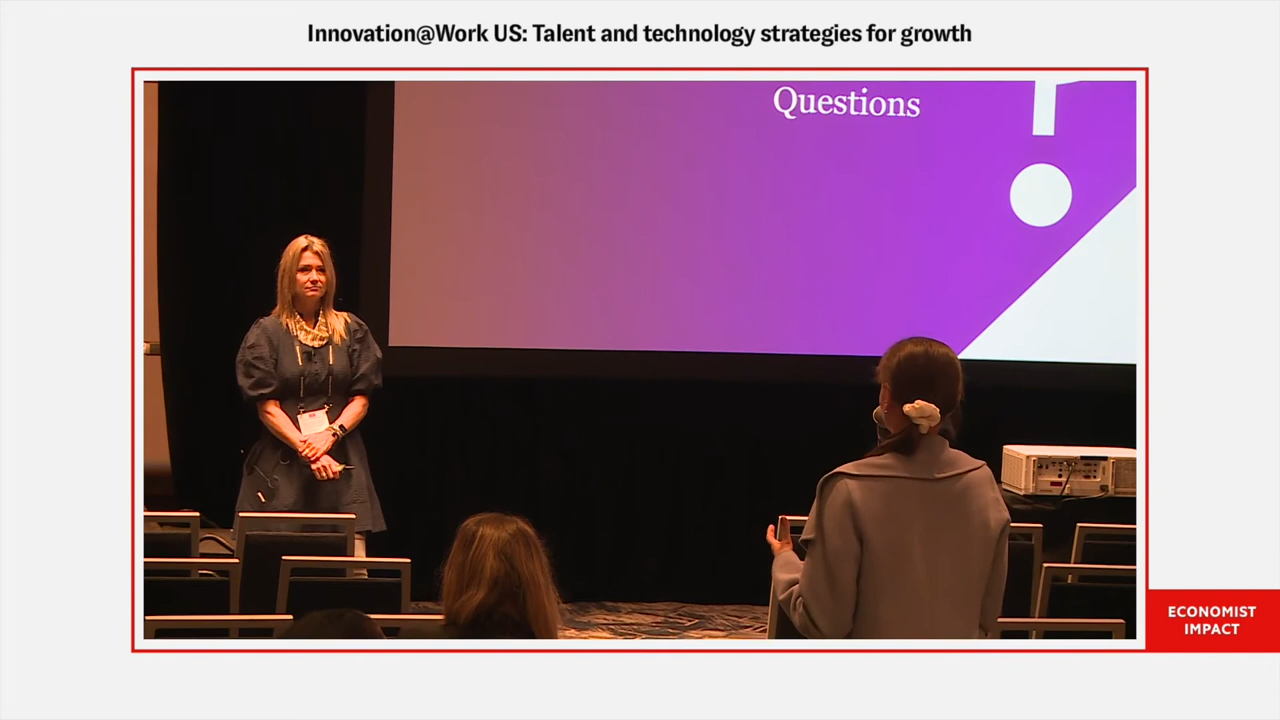 Innovation@Work US: Talent and technology strategies for growth
Questions
ECONOMIST
IMPACT